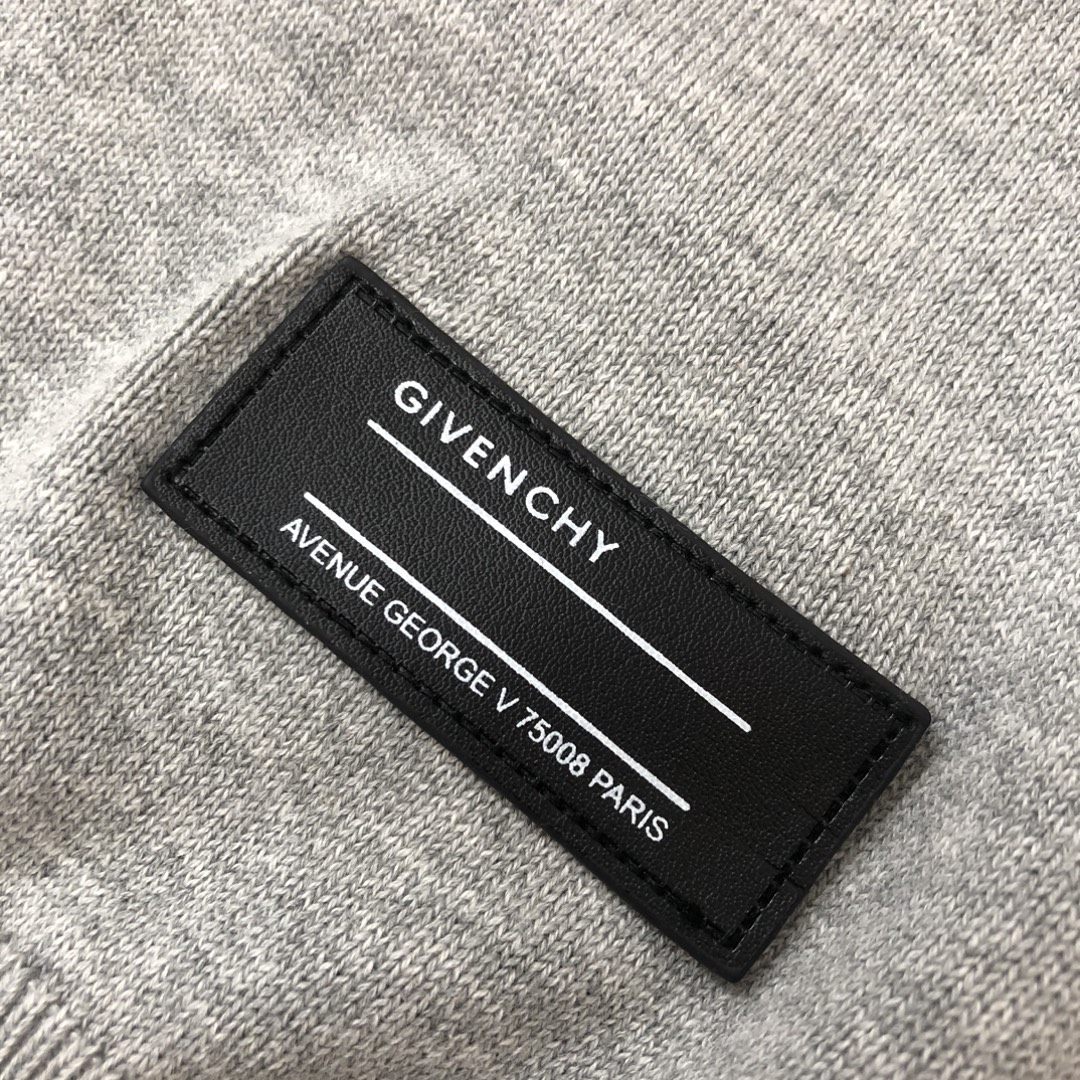 GIVENCHY
AVENUE GEORGE V 75008 PARIS